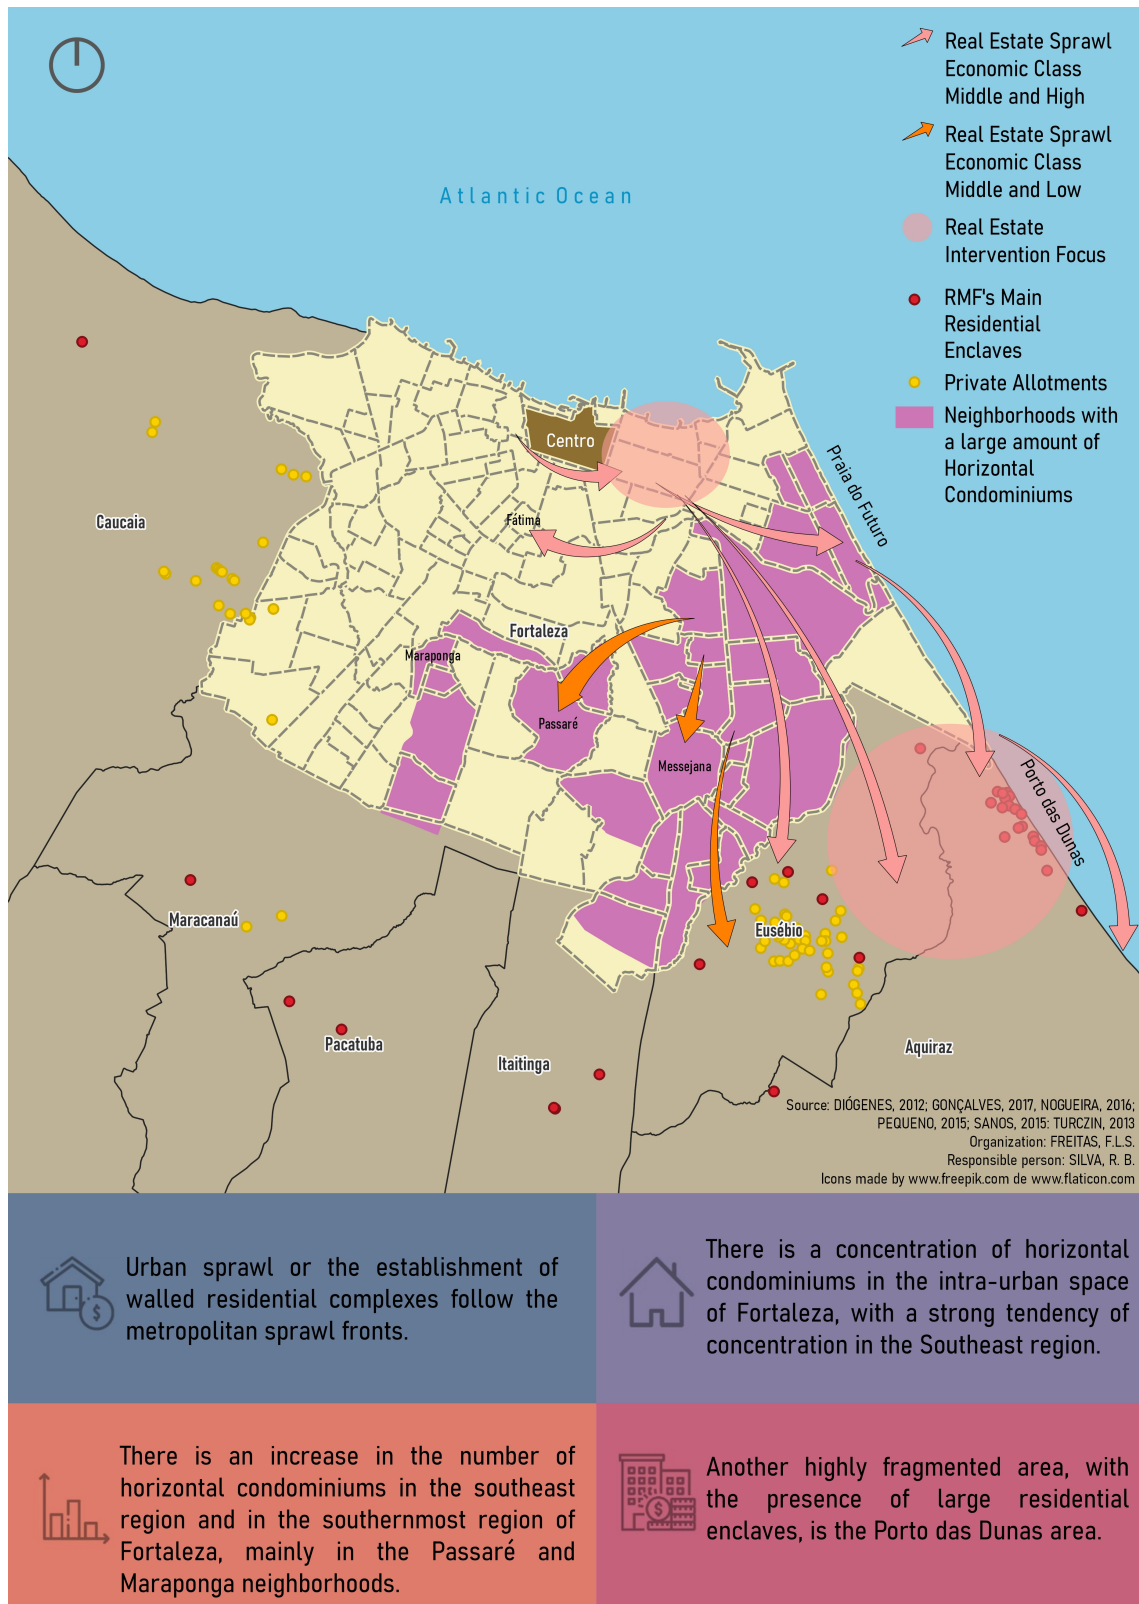 Real Estate Sprawl
Economic Class
Middle and High
Real Estate Sprawl
Economic Class
Middle and Low
Real Estate
Intervention Focus
RMF's Main
Residential
Enclaves
Private Allotments
Neighborhoods with
a large amount of
Horizontal
Condominiums
Atlantic Ocean
Centro
Praia do Futuro
Caucaia
Fátima
Fortaleza
Maraponga
Passaré
Messejana
Porto das Dunas
Maracanaú
Eusébio
Pacatuba
Itaitinga
Aquiraz
Source: DIÓGENES, 2012; GONÇALVES, 2017, NOGUEIRA, 2016;
PEQUENO, 2015; SANOS, 2015: TURCZIN, 2013
Organization: FREITAS, F.L.S.
Responsible person: SILVA, R. B.
Icons made by www.freepik.com de www.flaticon.com
Urban sprawl or the establishment of
walled residential complexes follow the
metropolitan sprawl fronts.
There is a concentration of horizontal
condominiums in the intra-urban space
of Fortaleza, with a strong tendency of
concentration in the Southeast region.
There is an increase in the number of
horizontal condominiums in the southeast
region and in the southernmost region of
Fortaleza, mainly in the Passaré and
Maraponga neighborhoods.
Another highly fragmented area, with
the presence of large residential
enclaves, is the Porto das Dunas area.